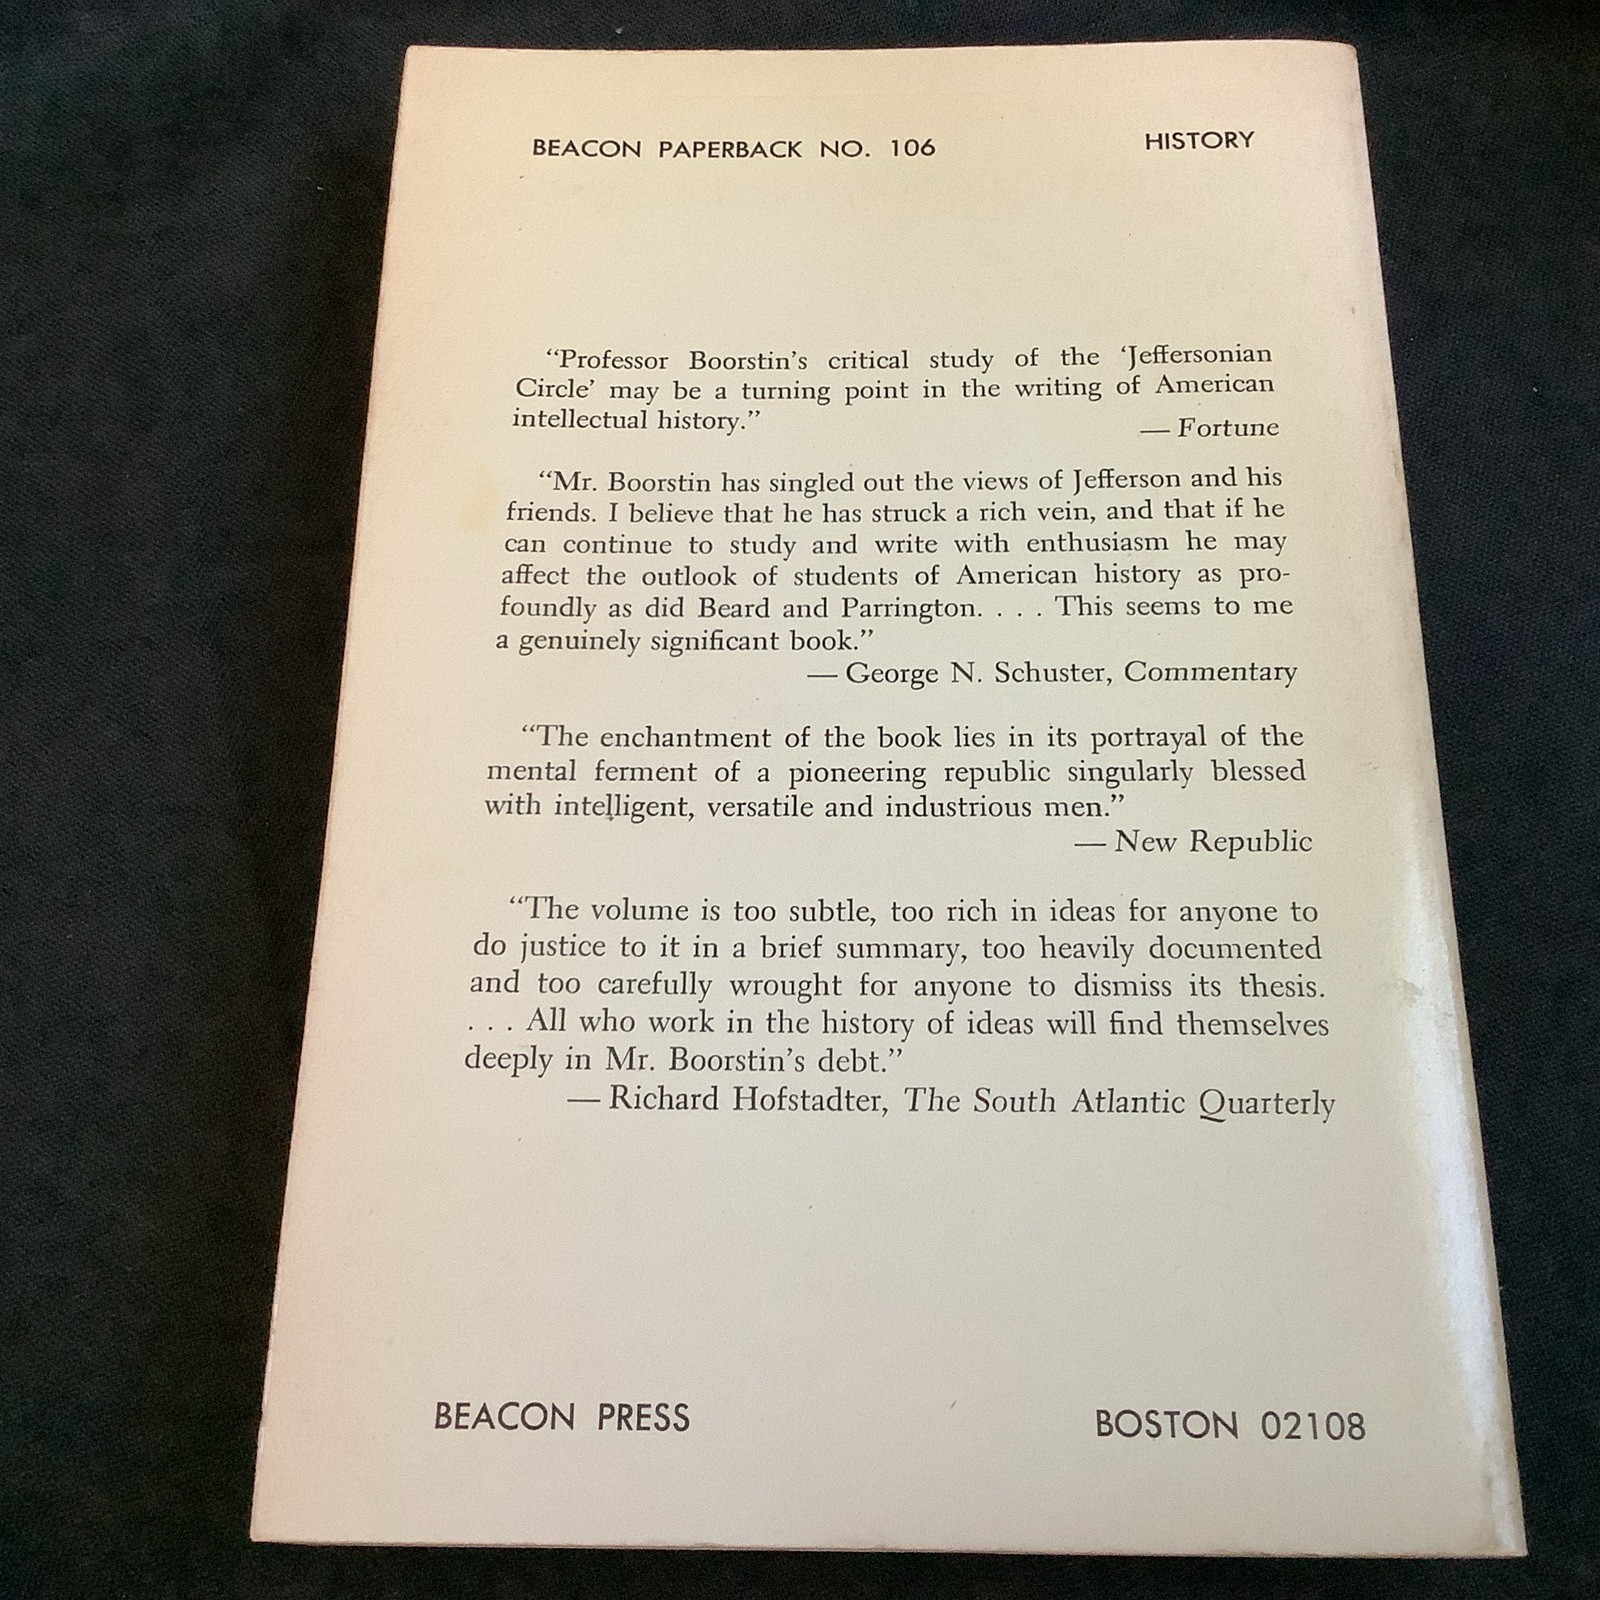 BEACON PAPERBACK NO. 106 HISTORY
“Professor Boorstin’s critical study of the ‘Jeffersonian
Circle’ may be a turning point in the writing of American
intellectual history.”
— Fortune
“Mr. Boorstin has singled out the views of Jefferson and his
friends. I believe that he has struck a rich vein, and that if he
can continue to study and write with enthusiasm he may
affect the outlook of students of American history as pro-
foundly as did Beard and Parrington. . . . This seems to me
a genuinely significant book.”
— George N. Schuster, Commentary
“The enchantment of the book lies in its portrayal of the
mental ferment of a pioneering republic singularly blessed
with intelligent, versatile and industrious men.”
— New Republic
“The volume is too subtle, too rich in ideas for anyone to
do justice to it in a brief summary, too heavily documented
and too carefully wrought for anyone to dismiss its thesis.
. . . All who work in the history of ideas will find themselves
deeply in Mr. Boorstin’s debt.”
— Richard Hofstadter, The South Atlantic Quarterly
BEACON PRESS BOSTON 02108